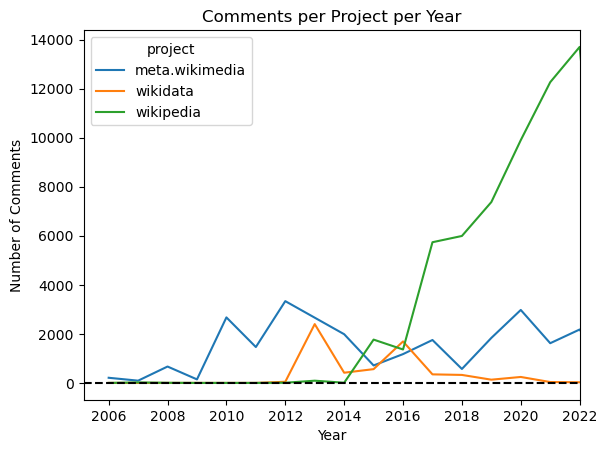 Comments per Project per Year
project
meta.wikimedia
wikidata
wikipedia
Number of Comments
14000
12000
10000
8000
6000
4000
2000
0
2006 2008 2010 2012 2014 2016 2018 2020 2022
Year